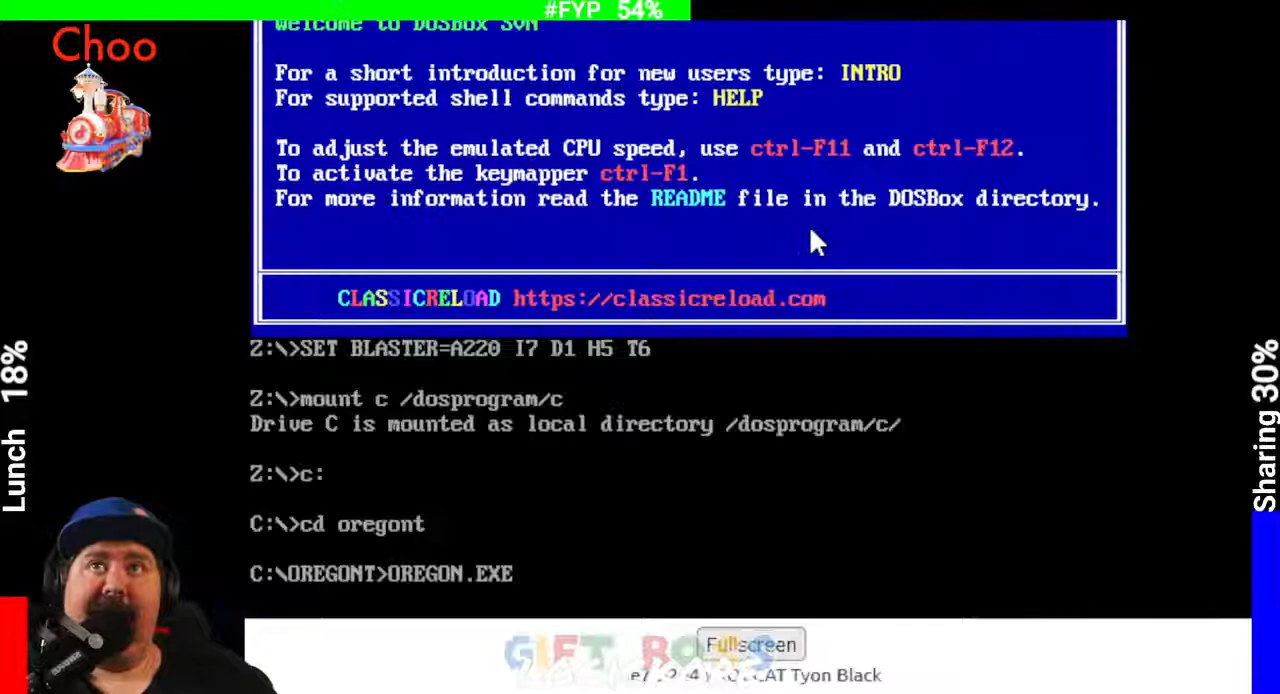 #FYP 54%
Choo
Welcome to DOSBox SVN
For a short introduction for new users type: INTRO
For supported shell commands type: HELP
To adjust the emulated CPU speed, use ctrl-F11 and ctrl-F12.
To activate the keymapper ctrl-F1.
For more information read the README file in the DOSBox directory.
CLASSICRELOAD https://classicreload.com
Z:\>SET BLASTER=A220 I7 D1 H5 T6
Z:\>mount c /dosprogram/c
Drive C is mounted as local directory /dosprogram/c/
Z:\>c:
C:\>cd oregont
C:\OREGONT>OREGON.EXE
Lunch 18%
Sharing 30%
Fullscreen
Tyon Black